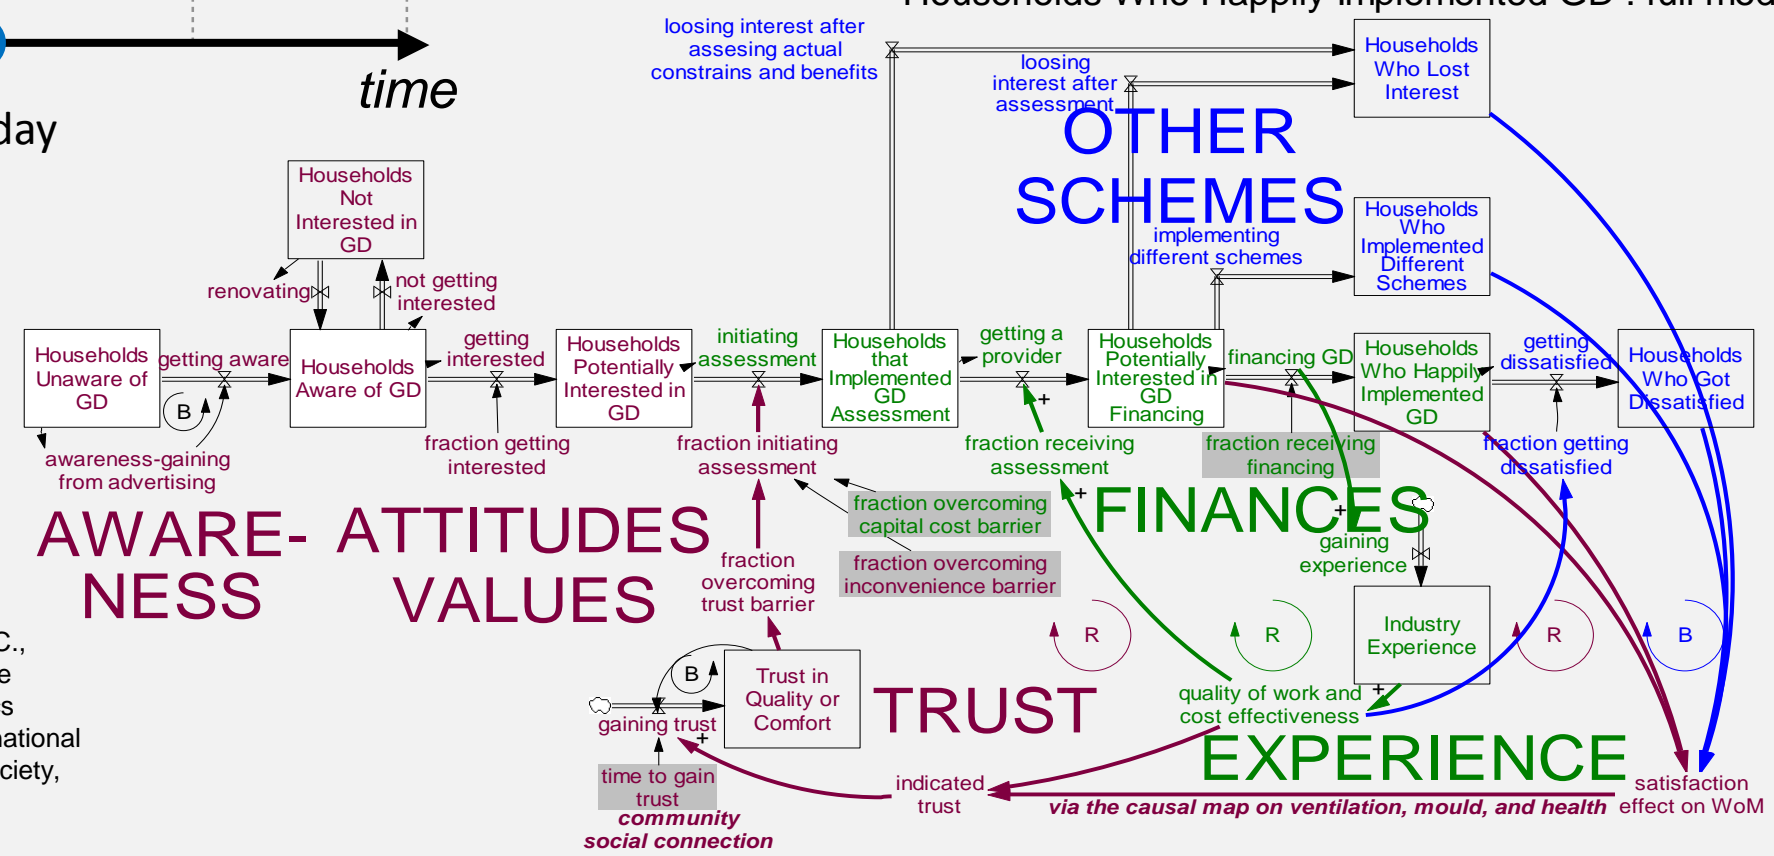 Households Who Happily Implemented GD : full mod
time
day
loosing interest after
assesing actual
constrains and benefits
loosing
interest after
assessment
Households
Who Lost
Interest
OTHER
SCHEMES
Households
Not
Interested in
GD
renovating
not getting
interested
implementing
different schemes
Households
Who
Implemented
Different
Schemes
Households
Unaware of
GD
getting aware
Households
Aware of GD
getting
interested
Households
Potentially
Interested in
GD
initiating
assessment
Households
that
Implemented
GD
Assessment
getting a
provider
Households
Potentially
Interested in
GD
Financing
financing GD
Households
Who Happily
Implemented
GD
getting
dissatisfied
Households
Who Got
Dissatisfied
B
awareness-gaining
from advertising
fraction getting
interested
fraction initiating
assessment
+
fraction receiving
assessment
fraction receiving
financing
fraction getting
dissatisfied
AWARE-
NESS
ATTITUDES
VALUES
fraction overcoming
capital cost barrier
fraction overcoming
inconvenience barrier
+
FINANCES
+
gaining
experience
fraction
overcoming
trust barrier
R
R
Industry
Experience
R
B
C.,
e
s
national
ciety,
B
Trust in
Quality or
Comfort
gaining trust
+
TRUST
quality of work and
cost effectiveness
+
EXPERIENCE
time to gain
trust
community
social connection
indicated
trust
via the causal map on ventilation, mould, and health
satisfaction
effect on WoM